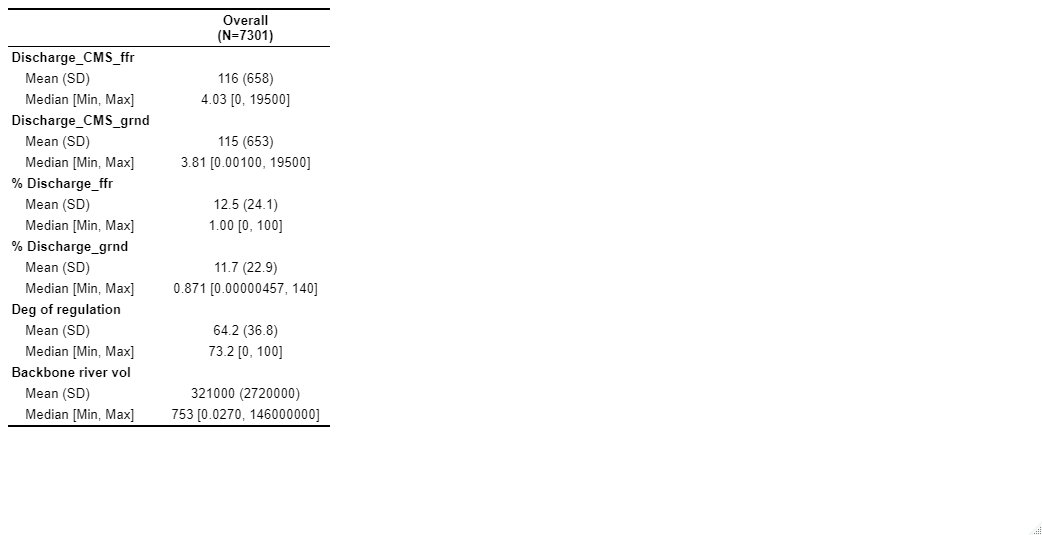 Overall
(N=7301)
Discharge_CMS_ffr
Mean (SD) 116 (658)
Median [Min, Max] 4.03 [0, 19500]
Discharge_CMS_grnd
Mean (SD) 115 (653)
Median [Min, Max] 3.81 [0.00100, 19500]
% Discharge_ffr
Mean (SD) 12.5 (24.1)
Median [Min, Max] 1.00 [0, 100]
% Discharge_grnd
Mean (SD) 11.7 (22.9)
Median [Min, Max] 0.871 [0.00000457, 140]
Deg of regulation
Mean (SD) 64.2 (36.8)
Median [Min, Max] 73.2 [0, 100]
Backbone river vol
Mean (SD) 321000 (2720000)
Median [Min, Max] 753 [0.0270, 146000000]